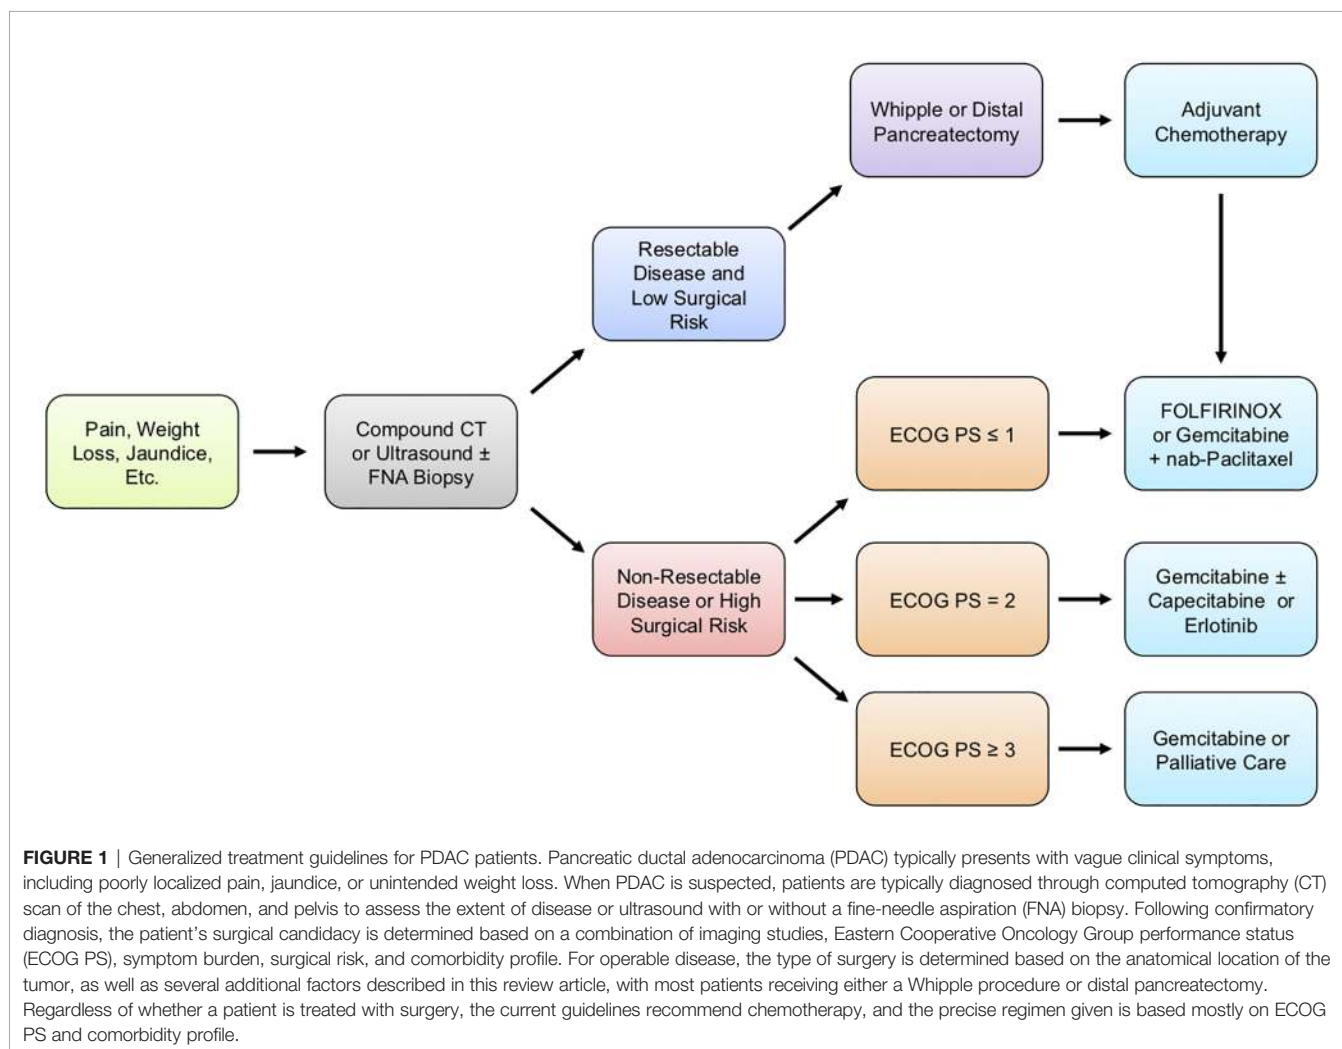 Whipple or Distal
Pancreatectomy
Adjuvant
Chemotherapy
Resectable
Disease and
Low Surgical
Risk
Pain, Weight
Loss, Jaundice,
Etc.
Compound CT
or Ultrasound ±
FNA Biopsy
ECOG PS ≤ 1
FOLFIRINOX
or Gemcitabine
+ nab-Paclitaxel
Non-Resectable
Disease or High
Surgical Risk
ECOG PS = 2
Gemcitabine ±
Capecitabine or
Erlotinib
ECOG PS ≥ 3
Gemcitabine or
Palliative Care
FIGURE 1 | Generalized treatment guidelines for PDAC patients. Pancreatic ductal adenocarcinoma (PDAC) typically presents with vague clinical symptoms,
including poorly localized pain, jaundice, or unintended weight loss. When PDAC is suspected, patients are typically diagnosed through computed tomography (CT)
scan of the chest, abdomen, and pelvis to assess the extent of disease or ultrasound with or without a fine-needle aspiration (FNA) biopsy. Following confirmatory
diagnosis, the patient's surgical candidacy is determined based on a combination of imaging studies, Eastern Cooperative Oncology Group performance status
(ECOG PS), symptom burden, surgical risk, and comorbidity profile. For operable disease, the type of surgery is determined based on the anatomical location of the
tumor, as well as several additional factors described in this review article, with most patients receiving either a Whipple procedure or distal pancreatectomy.
Regardless of whether a patient is treated with surgery, the current guidelines recommend chemotherapy, and the precise regimen given is based mostly on ECOG
PS and comorbidity profile.